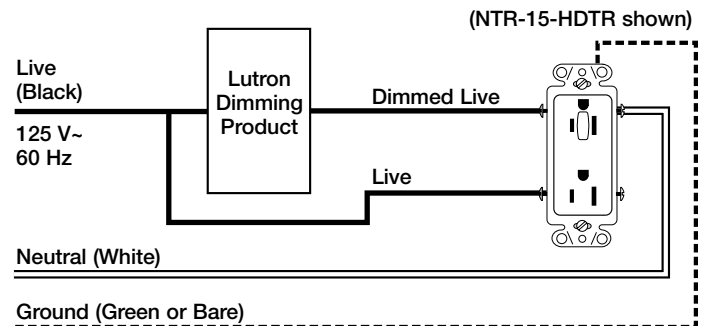 (NTR-15-HDTR shown)
Live
(Black)
125 V~
60 Hz
Lutron
Dimming
Product
Dimmed Live
Live
Neutral (White)
Ground (Green or Bare)